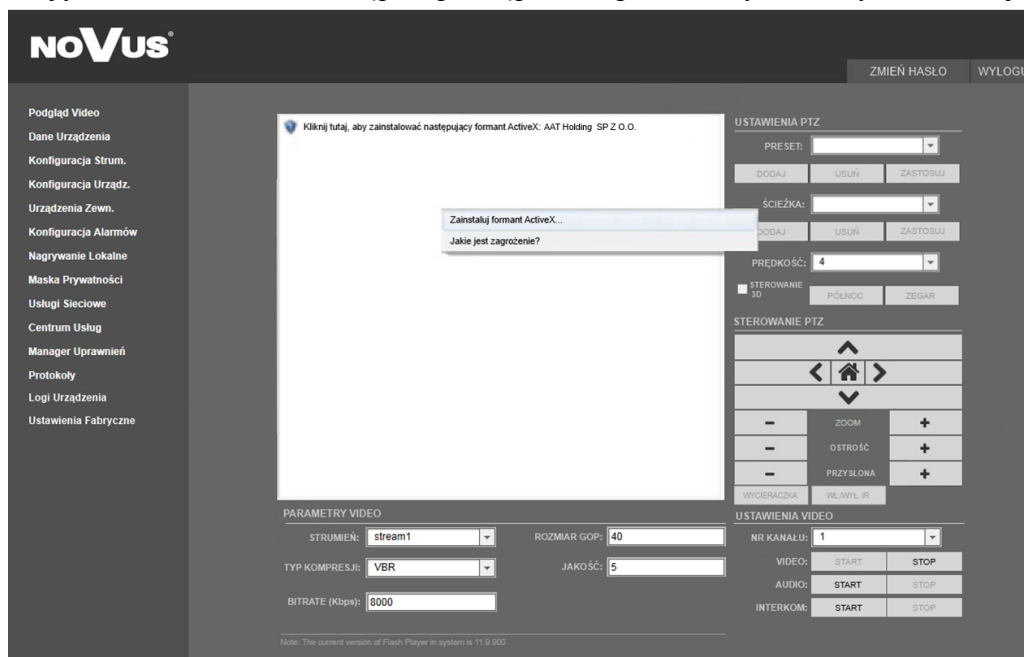 NOVUS®
ZMIEŃ HASŁO
WYLOGU
Podgląd Video
Dane Urządzenia
Konfiguracja Strum.
Konfiguracja Urządz.
Urządzenia Zewn.
Konfiguracja Alarmów
Nagrywanie Lokalne
Maska Prywatności
Usługi Sieciowe
Centrum Usług
Manager Uprawnień
Protokoły
Logi Urządzenia
Ustawienia Fabryczne
Kliknij tutaj, aby zainstalować następujący formant ActiveX: AAT Holding SP Z O.O.
Zainstaluj formant ActiveX...
Jakie jest zagrożenie?
PARAMETRY VIDEO
STRUMIEŃ: stream1 ROZMIAR GOP: 40
TYP KOMPRESJI: VBR JAKOŚĆ: 5
BITRATE (Kbps): 8000
Note: The current version of Flash Player in system is 11.9.900
USTAWIENIA PTZ
PRESET:
DODAJ USUŃ ZASTOSUJ
ŚCIEŻKA:
DODAJ USUŃ ZASTOSUJ
PRĘDKOŚĆ: 4
STEROWANIE
3D
PÓŁNOC ZEGAR
STEROWANIE PTZ
- ZOOM +
- OSTROŚĆ +
- PRZYSŁONA +
WYCIERACZKA WŁ./WYŁ. IR
USTAWIENIA VIDEO
NR KANAŁU: 1
VIDEO: START STOP
AUDIO: START STOP
INTERKOM: START STOP